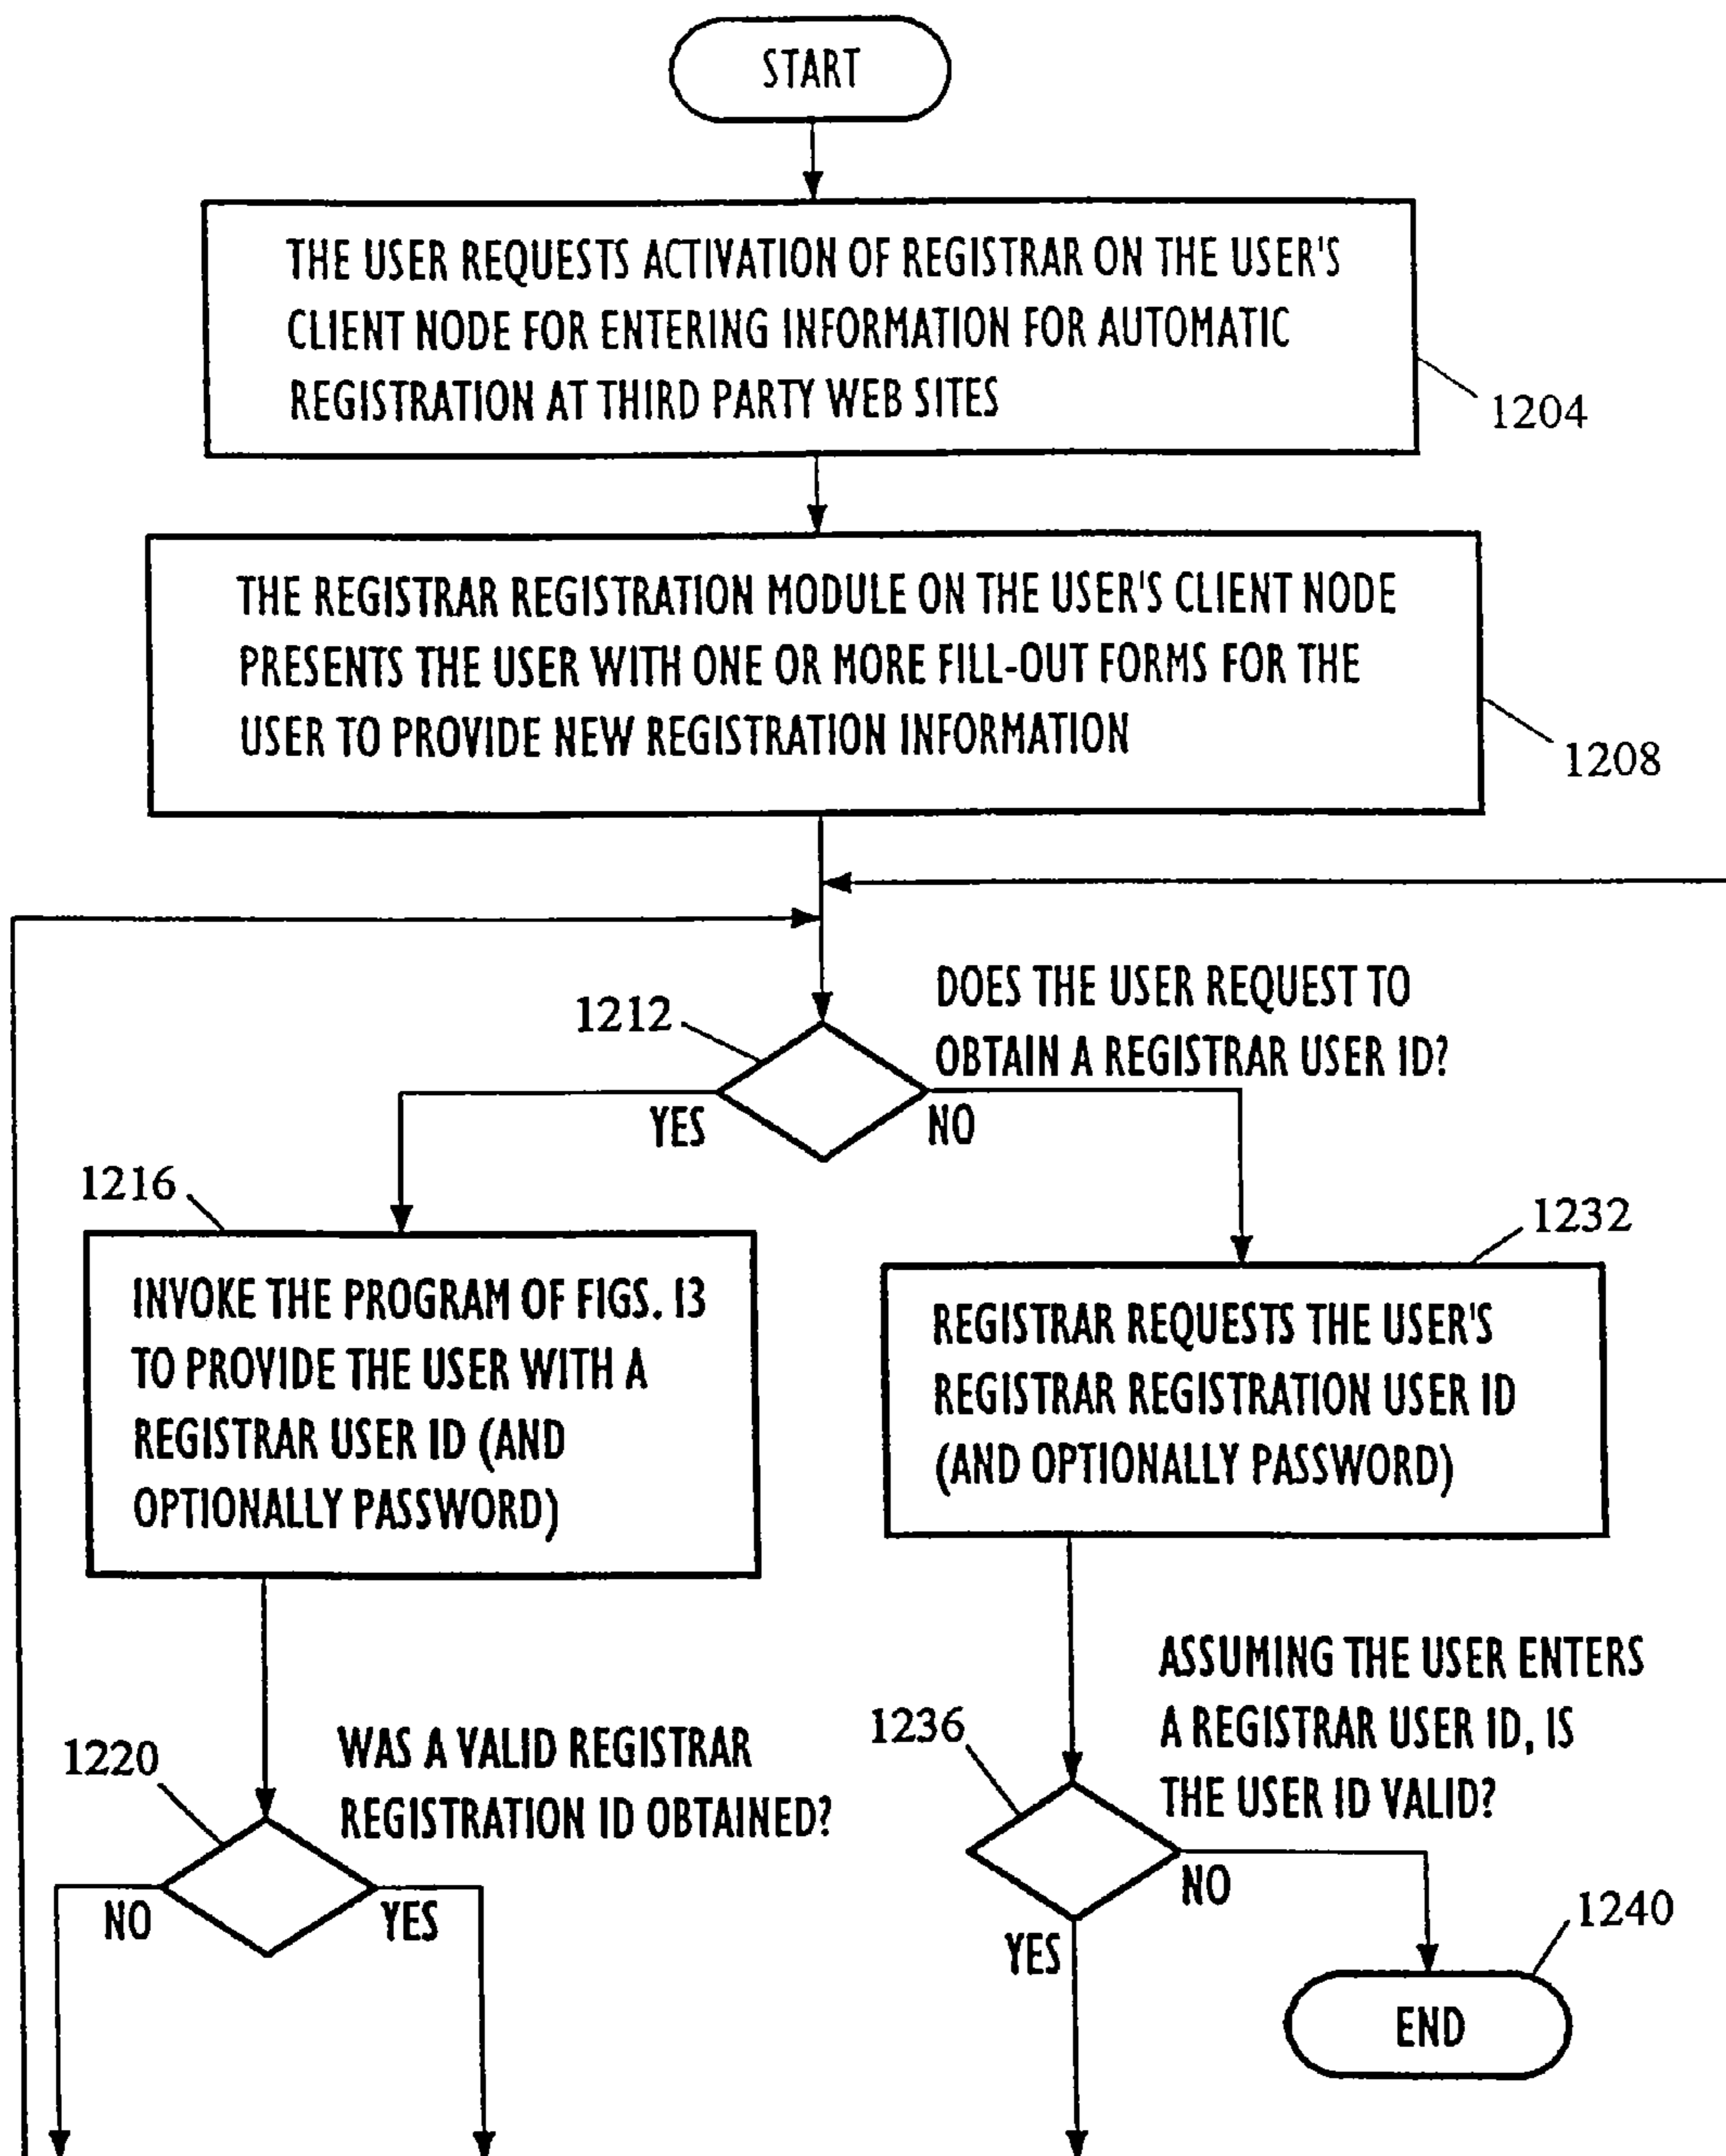 START
THE USER REQUESTS ACTIVATION OF REGISTRAR ON THE USER'S
CLIENT NODE FOR ENTERING INFORMATION FOR AUTOMATIC
REGISTRATION AT THIRD PARTY WEB SITES
1204
THE REGISTRAR REGISTRATION MODULE ON THE USER'S CLIENT NODE
PRESENTS THE USER WITH ONE OR MORE FILL-OUT FORMS FOR THE
USER TO PROVIDE NEW REGISTRATION INFORMATION
1208
1212
DOES THE USER REQUEST TO
OBTAIN A REGISTRAR USER ID?
YES
NO
1216
INVOKE THE PROGRAM OF FIGS. 13
TO PROVIDE THE USER WITH A
REGISTRAR USER ID (AND
OPTIONALLY PASSWORD)
1232
REGISTRAR REQUESTS THE USER'S
REGISTRAR REGISTRATION USER ID
(AND OPTIONALLY PASSWORD)
1220
WAS A VALID REGISTRAR
REGISTRATION ID OBTAINED?
NO
YES
1236
ASSUMING THE USER ENTERS
A REGISTRAR USER ID, IS
THE USER ID VALID?
NO
YES
1240
END